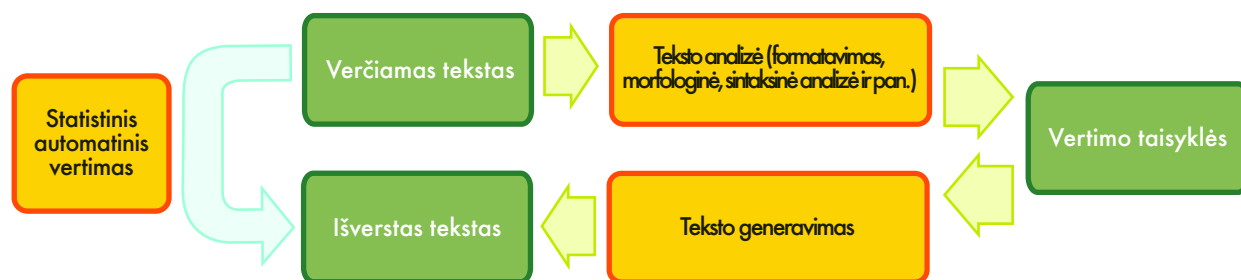 Statistinis
automatinis
vertimas
Verčiamas tekstas
Teksto analizė (formatavimas,
morfologinė, sintaksinė analizė ir pan.)
Vertimo taisyklės
Išverstas tekstas
Teksto generavimas